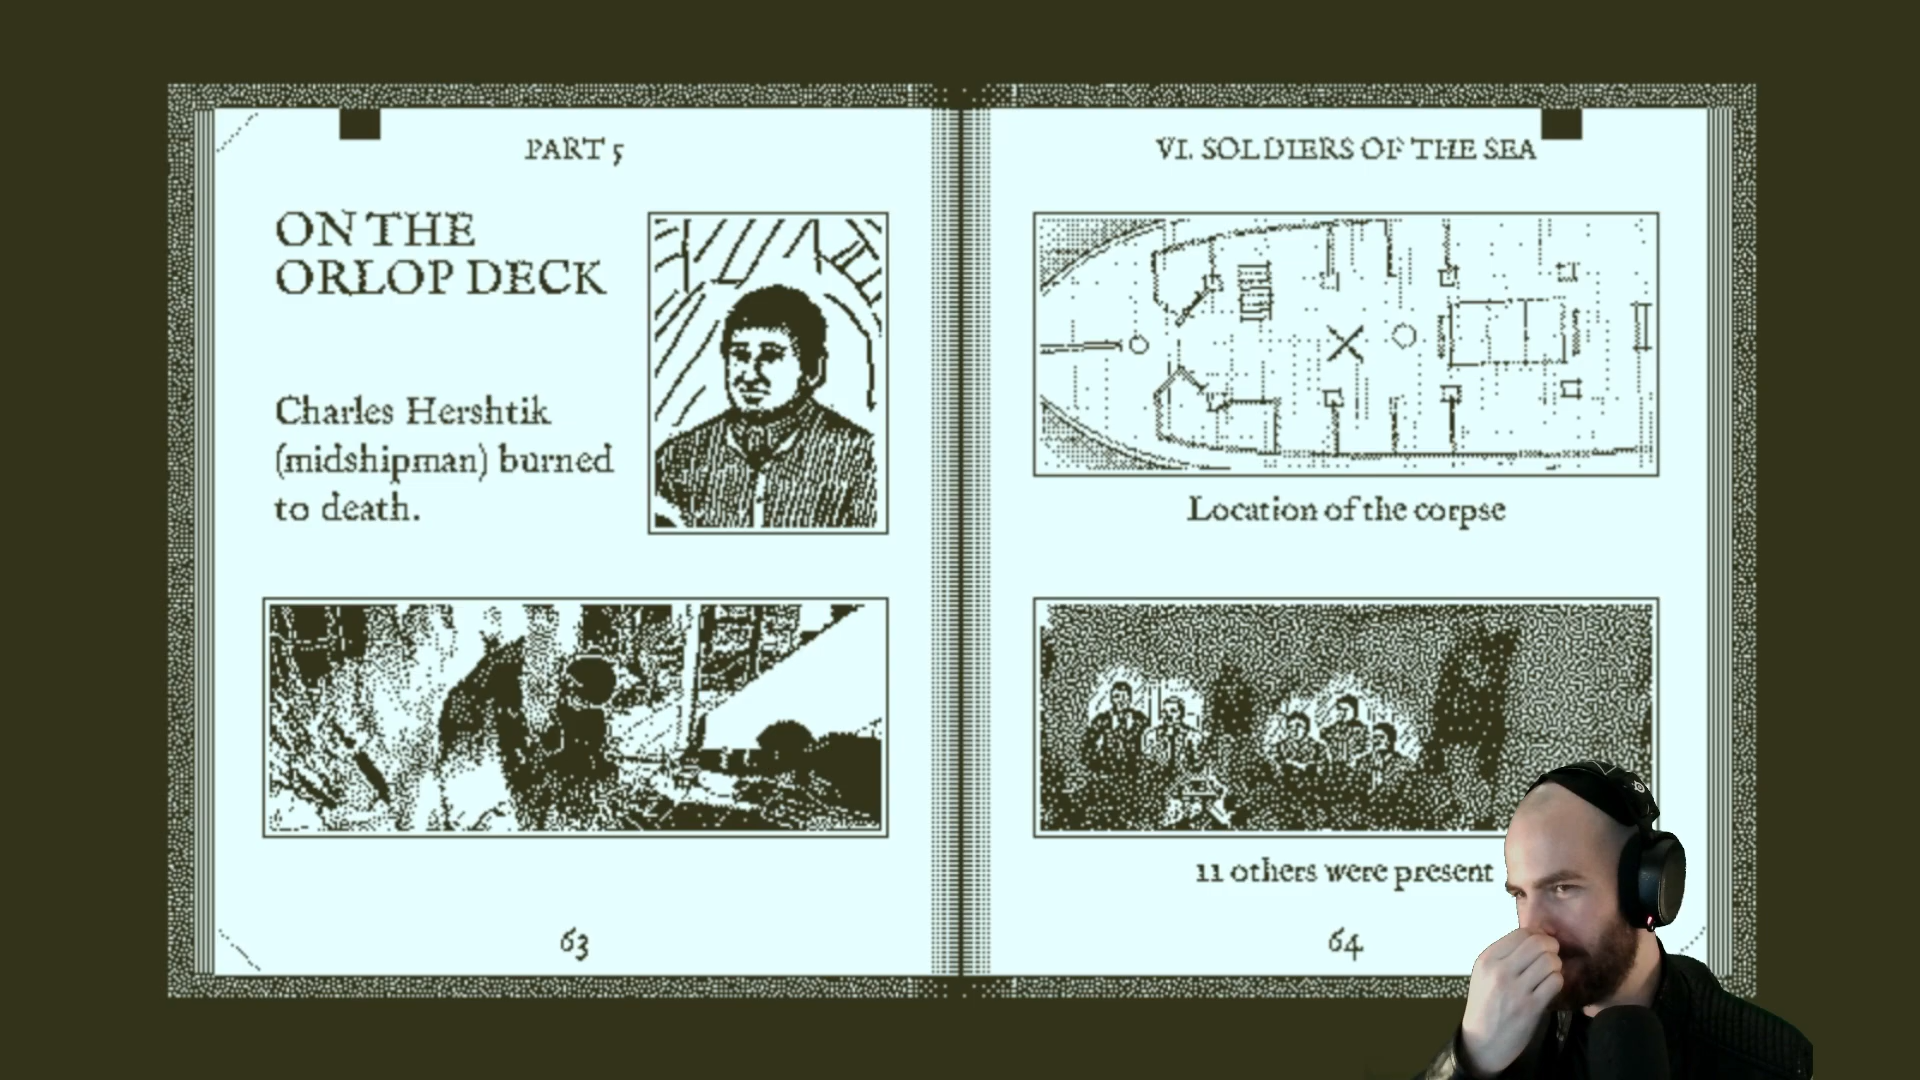 PART 5
ON THE
ORLOP DECK
Charles Hershtik
(midshipman) burned
to death.
63
VI. SOLDIERS OF THE SEA
Location of the corpse
11 others were present
64